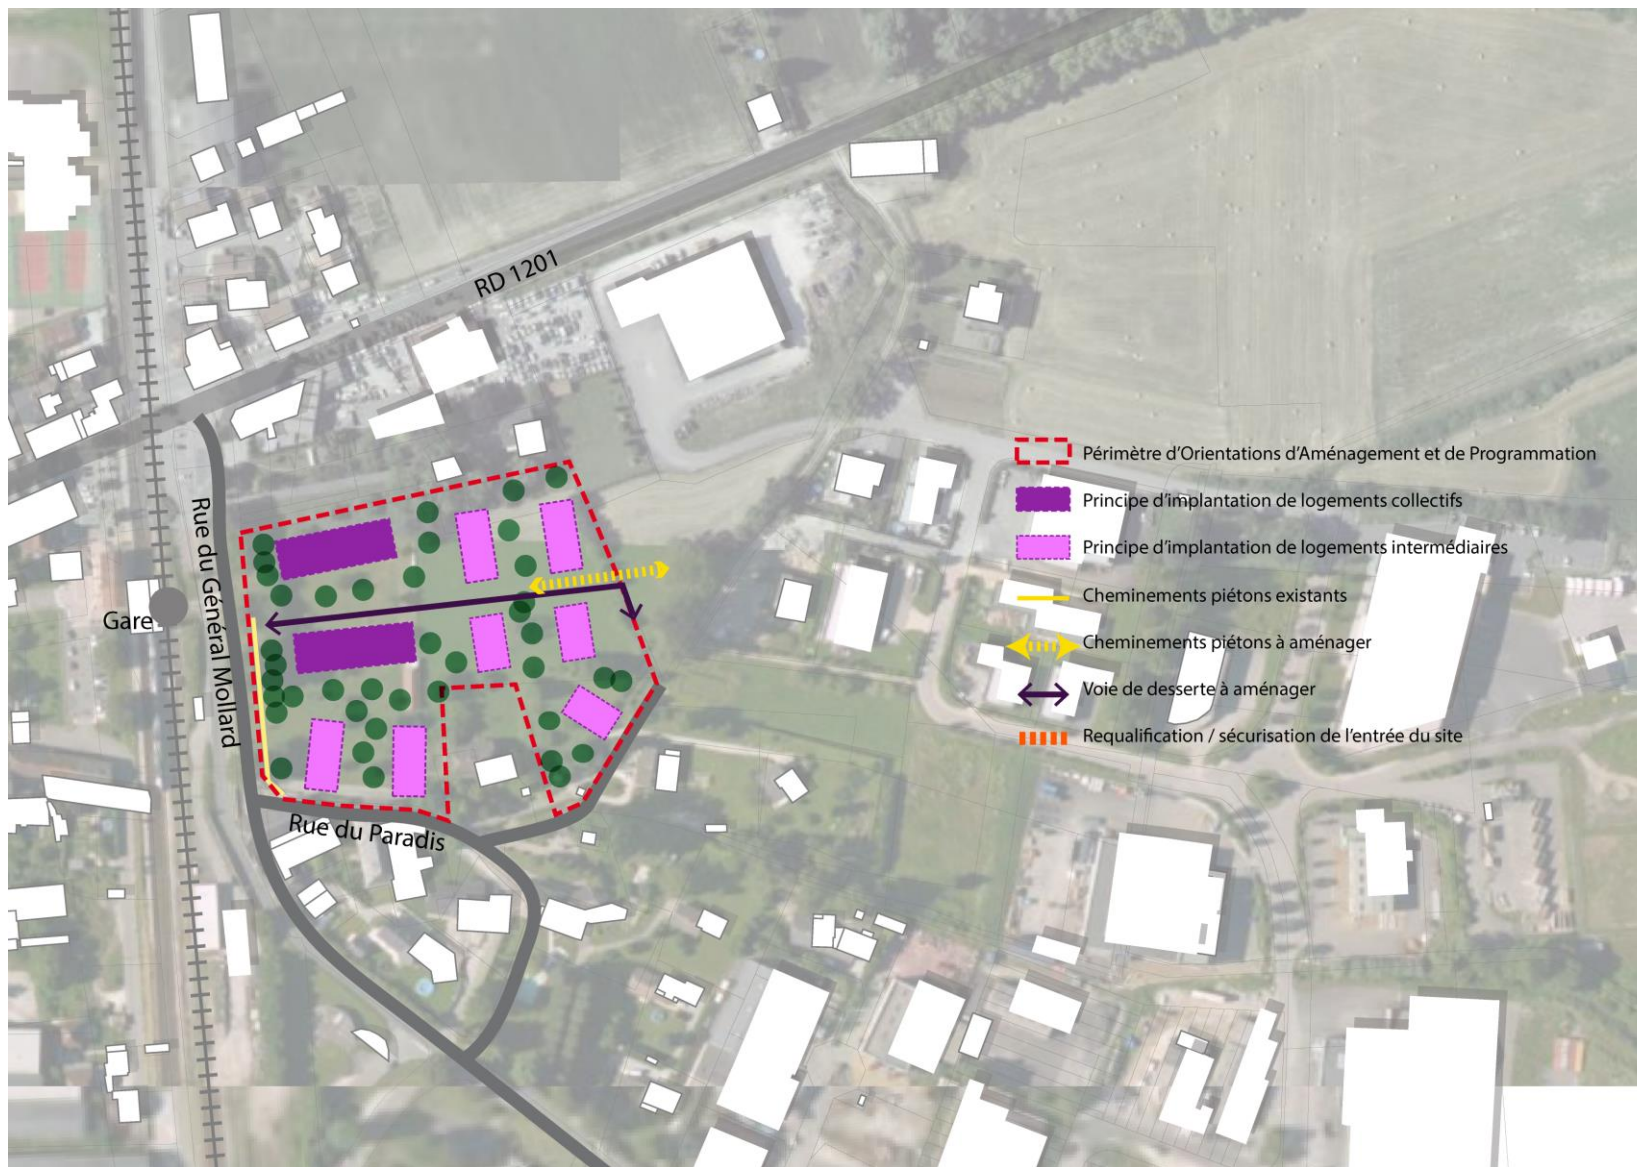 RD 1201
Rue du Général Mollard
Gare
Rue du Paradis
Périmètre d'Orientations d'Aménagement et de Programmation
Principe d'implantation de logements collectifs
Principe d'implantation de logements intermédiaires
Cheminements piétons existants
Cheminements piétons à aménager
Voie de desserte à aménager
Requalification / sécurisation de l'entrée du site